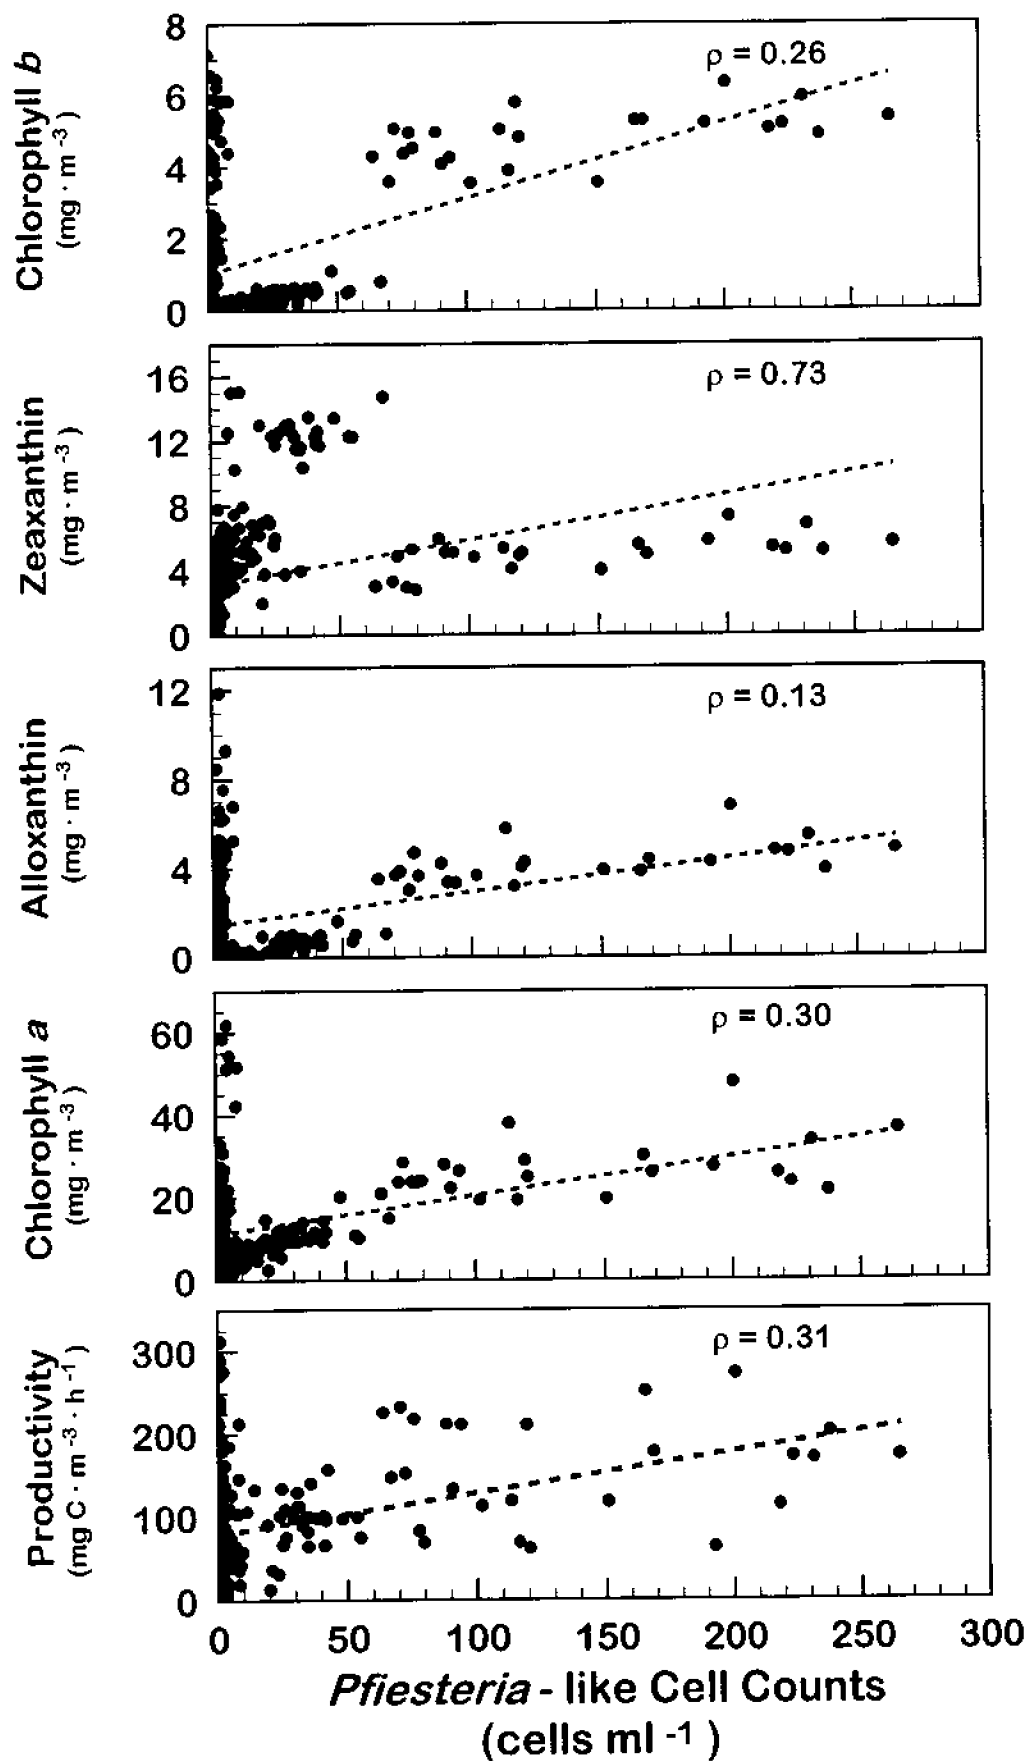 Chlorophyll b
(mg · m -3)
8
6
4
2
0
ρ = 0.26
Zeaxanthin
(mg · m -3)
16
12
8
4
0
ρ = 0.73
Alloxanthin
(mg · m -3)
12
8
4
0
ρ = 0.13
Chlorophyll a
(mg · m -3)
60
40
20
0
ρ = 0.30
Productivity
(mg C · m -3 · h -1)
300
200
100
0
ρ = 0.31
0 50 100 150 200 250 300
Pfiesteria - like Cell Counts
(cells ml -1 )